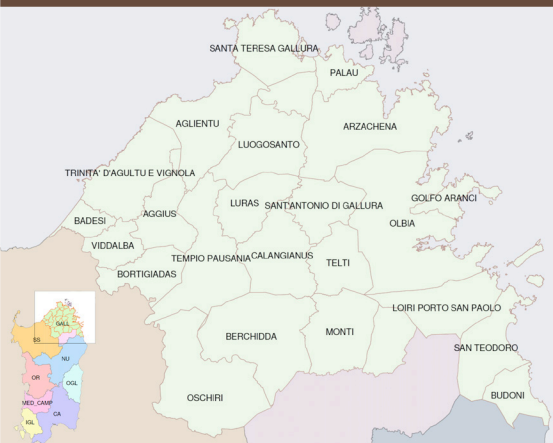 SANTA TERESA GALLURA
PALAU
AGLIENTU
ARZACHENA
LUOGOSANTO
TRINITA' D'AGULTU E VIGNOLA
GOLFO ARANCI
LURAS
SANT'ANTONIO DI GALLURA
AGGIUS
BADESI
OLBIA
VIDDALBA
TEMPIO PAUSANIA
CALANGIANUS
TELTI
BORTIGIADAS
LOIRI PORTO SAN PAOLO
BERCHIDDA
MONTI
SAN TEODORO
OSCHIRI
BUDONI
GALL
SS
NU
OR
OGL
MED_CAMP
CA
IGL